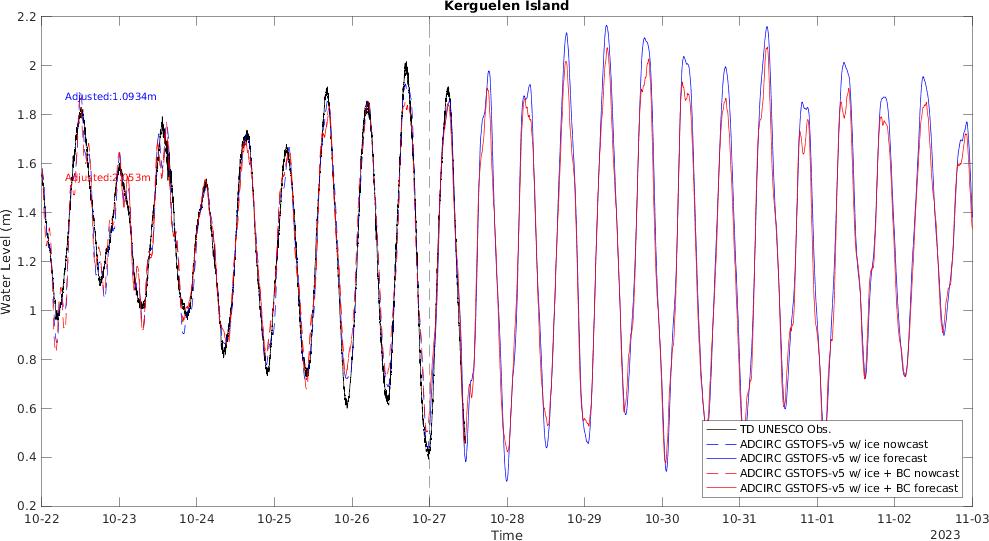 Kerguelen Island
2.2
2
1.8
1.6
1.4
1.2
1
0.8
0.6
0.4
0.2
Water Level (m)
Adjusted:1.0934m
Adjusted:2.053m
TD UNESCO Obs.
ADCIRC GSTOFS-v5 w/ ice nowcast
ADCIRC GSTOFS-v5 w/ ice forecast
ADCIRC GSTOFS-v5 w/ ice + BC nowcast
ADCIRC GSTOFS-v5 w/ ice + BC forecast
10-22 10-23 10-24 10-25 10-26 10-27 10-28 10-29 10-30 10-31 11-01 11-02 11-03
Time
2023